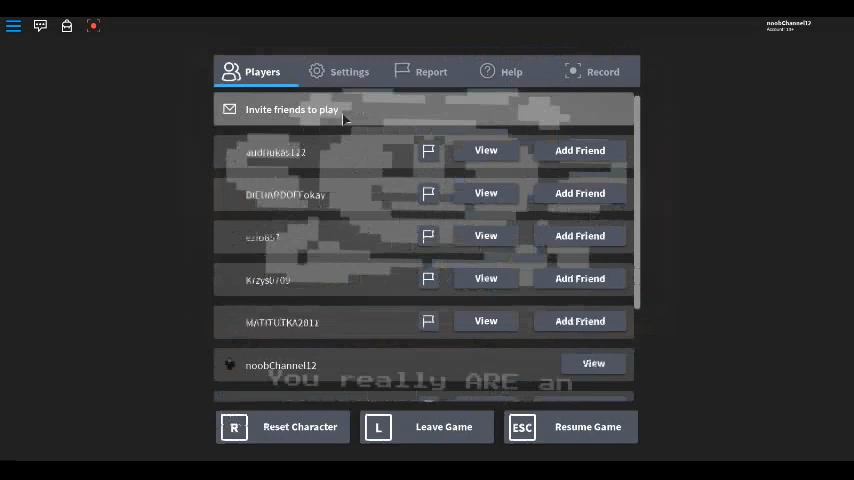 noobChannel12
Account: 13+
Players
Settings
Report
Help
Record
Invite friends to play
View
Add Friend
View
Add Friend
View
Add Friend
Krzys0709
View
Add Friend
MATITUTKA2011
View
Add Friend
noobChannel12
View
You really ARE an
R
Reset Character
L
Leave Game
ESC
Resume Game